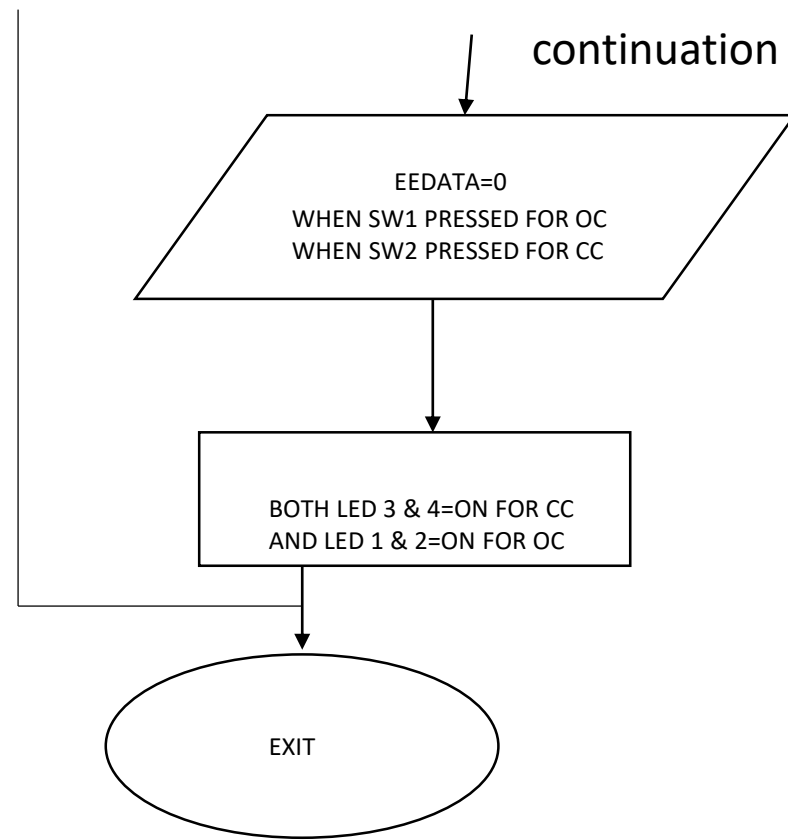 continuation
EEDATA=0
WHEN SW1 PRESSED FOR OC
WHEN SW2 PRESSED FOR CC
BOTH LED 3 & 4=ON FOR CC
AND LED 1 & 2=ON FOR OC
EXIT